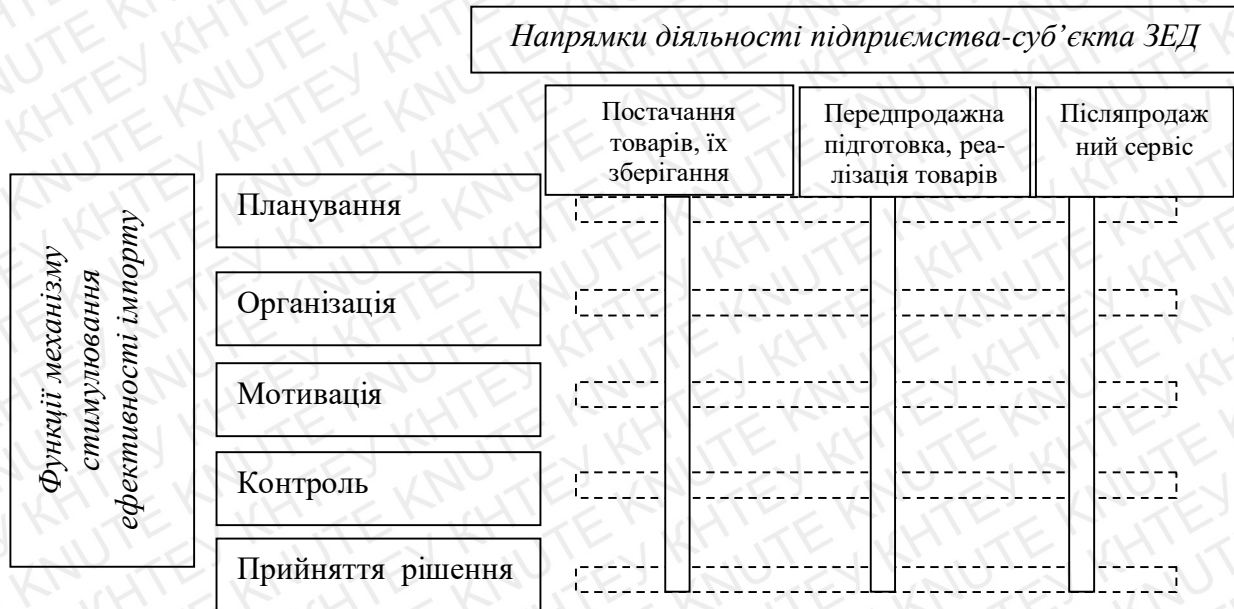 Напрямки діяльності підприємства-суб’єкта ЗЕД
Постачання
товарів, їх
зберігання
Передпродажна
підготовка, реа-
лізація товарів
Післяпродаж
ний сервіс
Функції механізму
стимулювання
ефективності імпорту
Планування
Організація
Мотивація
Контроль
Прийняття рішення